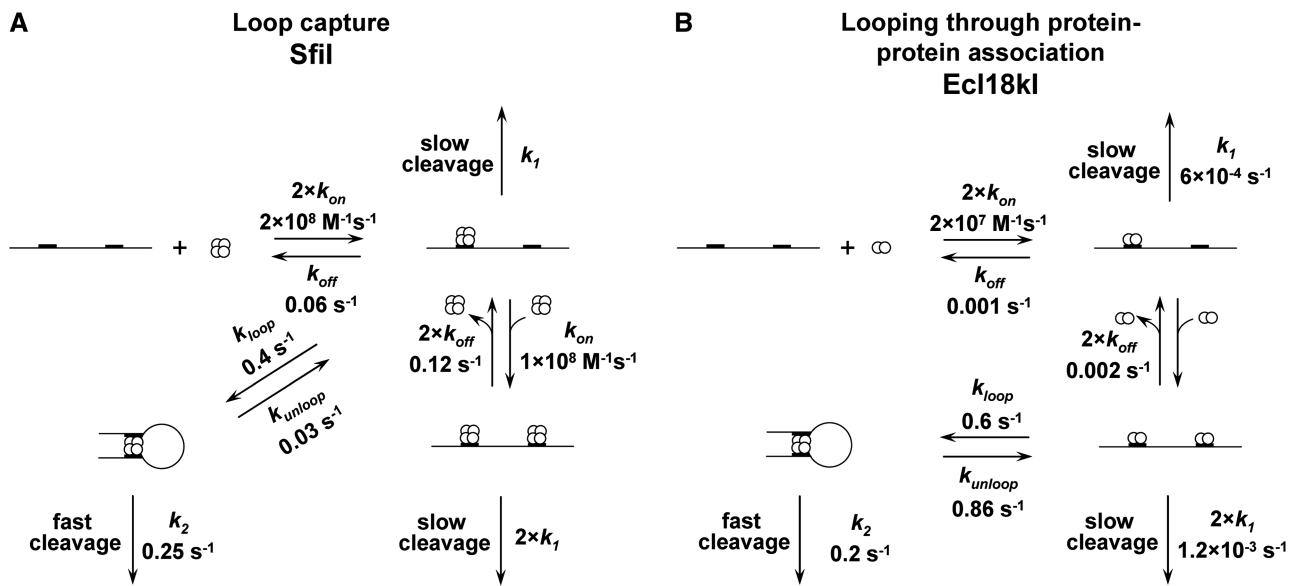 A
Loop capture
SfiI
slow
cleavage
k1
2×kon
2×10⁸ M⁻¹s⁻¹
+
koff
0.06 s⁻¹
kloop
0.4 s⁻¹
kunloop
0.03 s⁻¹
2×koff
0.12 s⁻¹
kon
1×10⁸ M⁻¹s⁻¹
fast
cleavage
k2
0.25 s⁻¹
slow
cleavage
2×k1
B
Looping through protein-
protein association
Ecl18kI
slow
cleavage
k1
6×10⁻⁴ s⁻¹
2×kon
2×10⁷ M⁻¹s⁻¹
+
koff
0.001 s⁻¹
2×koff
0.002 s⁻¹
kloop
0.6 s⁻¹
kunloop
0.86 s⁻¹
fast
cleavage
k2
0.2 s⁻¹
slow
cleavage
2×k1
1.2×10⁻³ s⁻¹